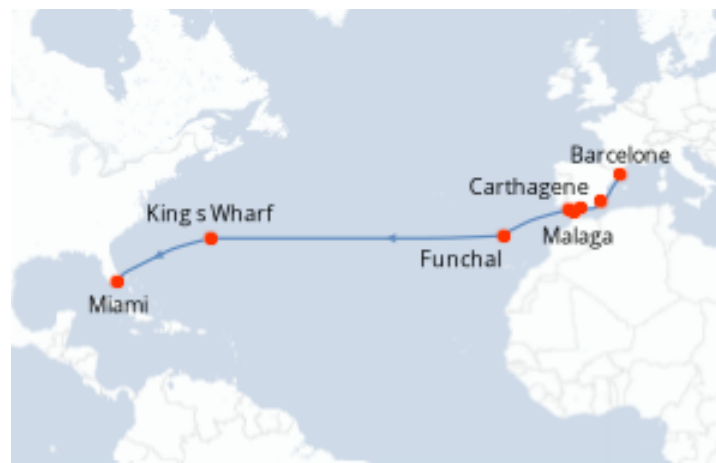 Barcelone
Carthagene
King s Wharf
Malaga
Funchal
Miami